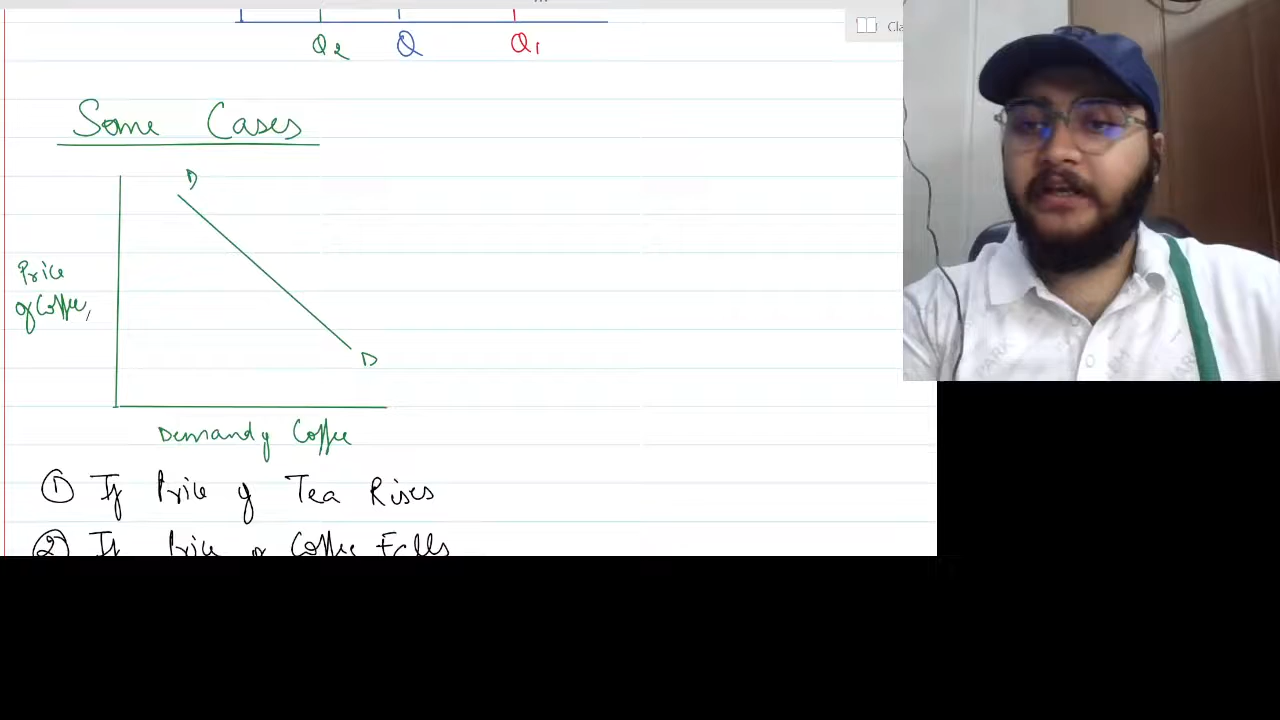 Q2 Q Q1
Cla
Some Cases
D
Price
of Coffee,
D
Demand of Coffee
① If Price of Tea Rises
② If Price of Coffee Falls